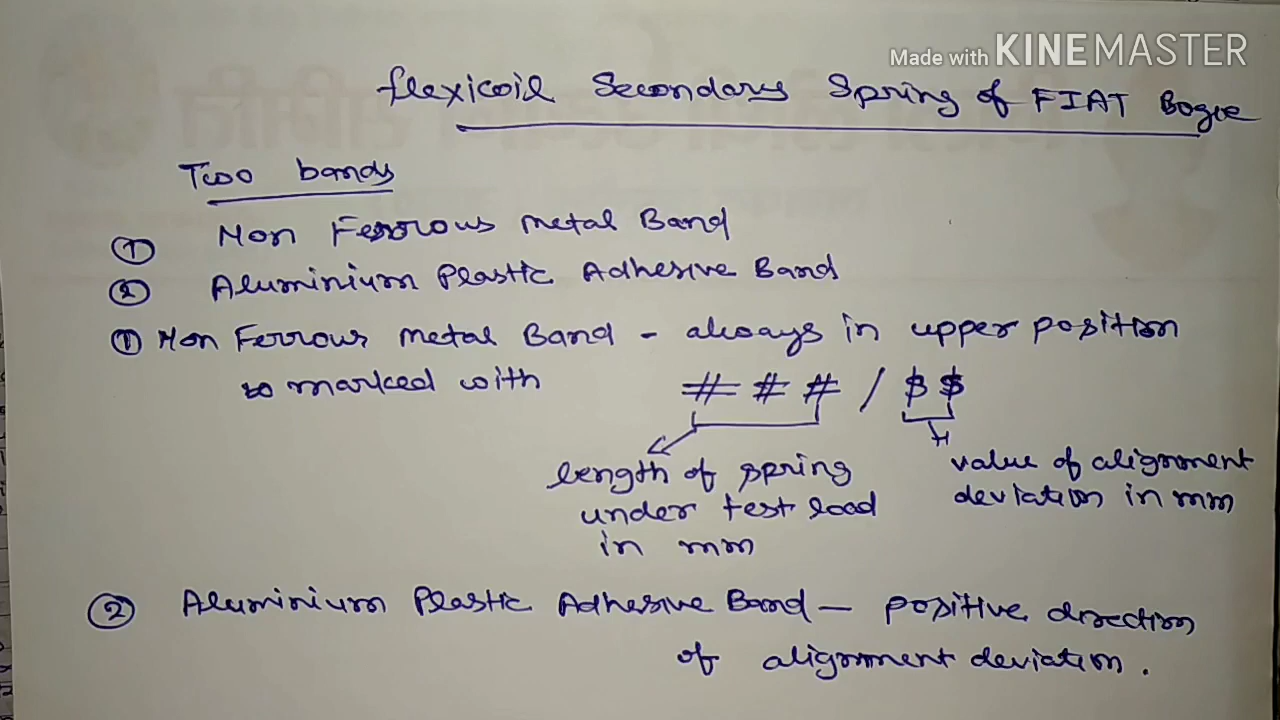 Made with KINEMASTER
flexicoil Secondary Spring of FIAT Bogie
Two bands
① Non Ferrous metal Band
② Aluminium Plastic Adhesive Band
① Non Ferrous metal Band - always in upper position
marked with # # # / $ $
length of spring
under test load
in mm
value of alignment
deviation in mm
② Aluminium Plastic Adhesive Band — positive direction
of alignment deviation.